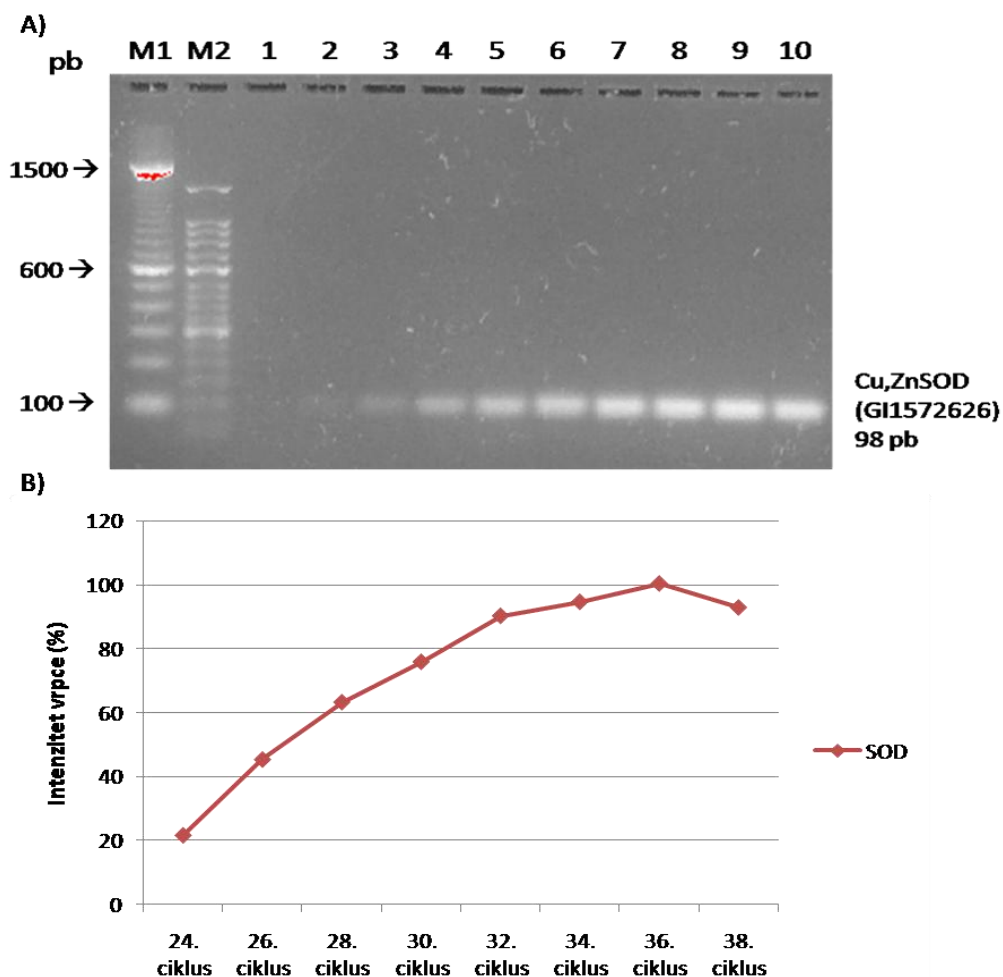 A)
pb M1 M2 1 2 3 4 5 6 7 8 9 10
1500→
600→
100→
Cu,ZnSOD
(GI1572626)
98 pb
B)
120
100
80
60
40
20
0
Intenzitet vrpce (%)
24. ciklus
26. ciklus
28. ciklus
30. ciklus
32. ciklus
34. ciklus
36. ciklus
38. ciklus
SOD